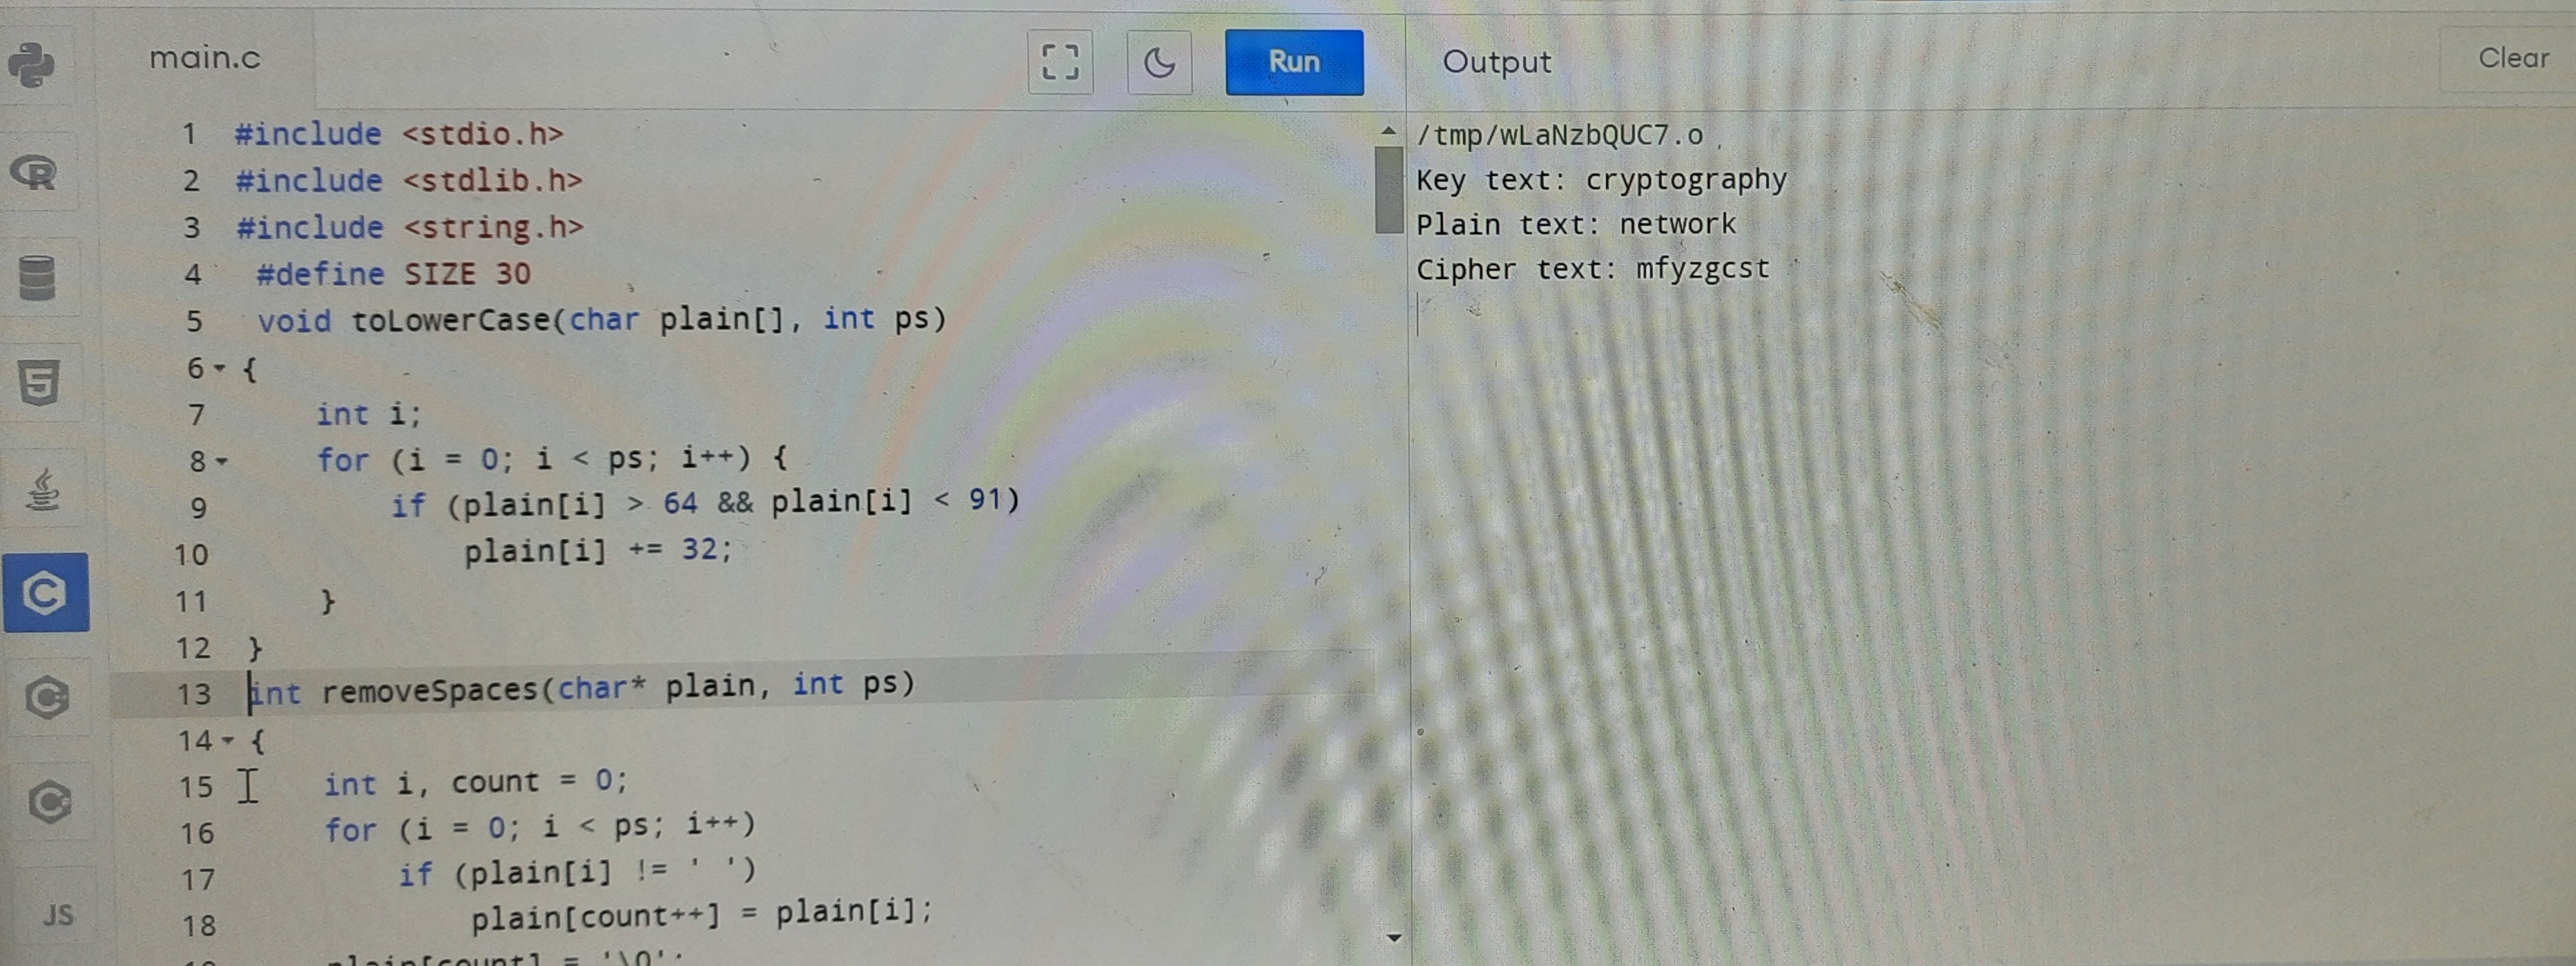 main.c
Run
Output
Clear
1 #include <stdio.h>
2 #include <stdlib.h>
3 #include <string.h>
4 #define SIZE 30
5 void toLowerCase(char plain[], int ps)
6 {
7 int i;
8 for (i = 0; i < ps; i++) {
9 if (plain[i] > 64 && plain[i] < 91)
10 plain[i] += 32;
11 }
12 }
13 int removeSpaces(char* plain, int ps)
14 {
15 int i, count = 0;
16 for (i = 0; i < ps; i++)
17 if (plain[i] != ' ')
18 plain[count++] = plain[i];
plain[count] = '\0';
/tmp/wLaNzbQUC7.o
Key text: cryptography
Plain text: network
Cipher text: mfyzgcst
R
5
C
C
C
JS